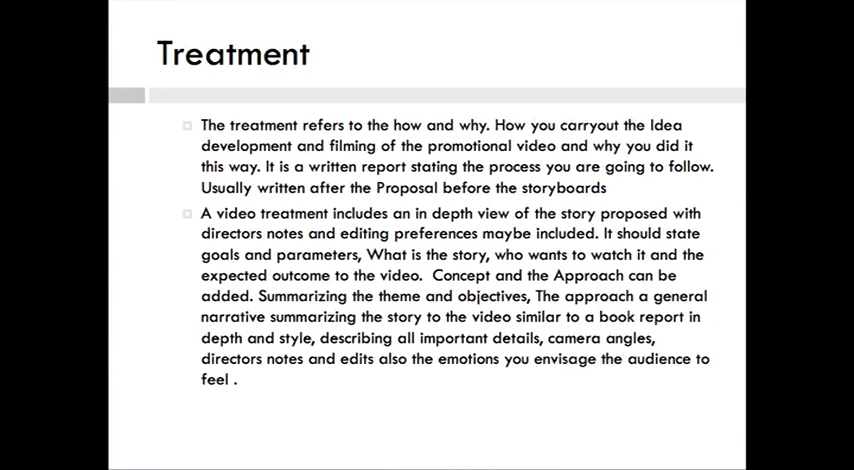 Treatment
The treatment refers to the how and why. How you carryout the Idea
development and filming of the promotional video and why you did it
this way. It is a written report stating the process you are going to follow.
Usually written after the Proposal before the storyboards
A video treatment includes an in depth view of the story proposed with
directors notes and editing preferences maybe included. It should state
goals and parameters, What is the story, who wants to watch it and the
expected outcome to the video.  Concept and the Approach can be
added. Summarizing the theme and objectives, The approach a general
narrative summarizing the story to the video similar to a book report in
depth and style, describing all important details, camera angles,
directors notes and edits also the emotions you envisage the audience to
feel .